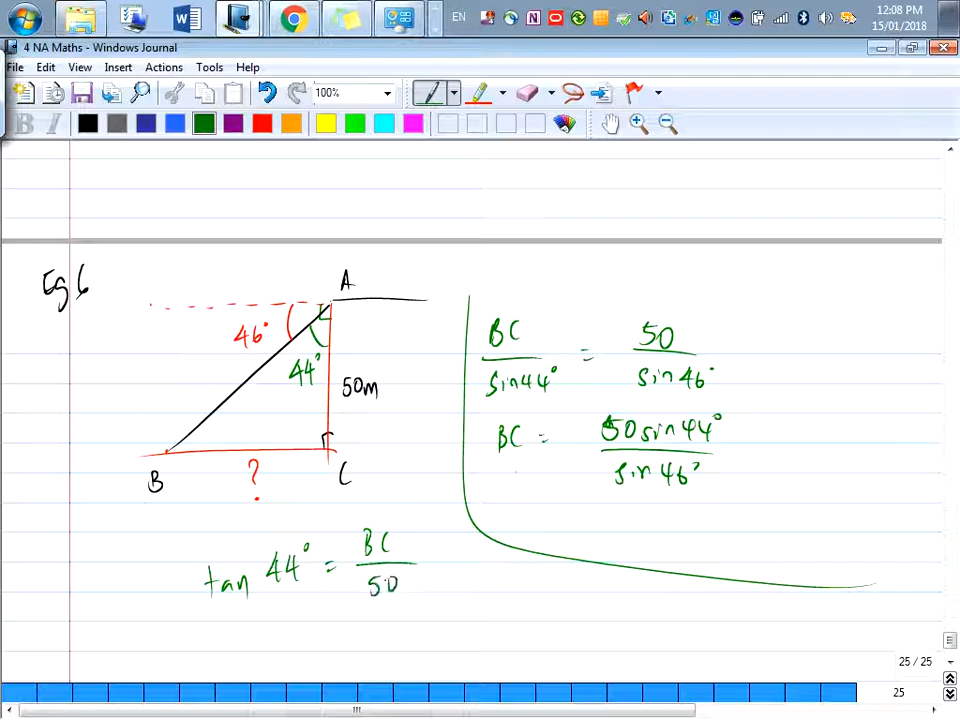 EN
12:08 PM
15/01/2018
4 NA Maths - Windows Journal
File Edit View Insert Actions Tools Help
100%
B I
Eg 6
A
46°
44°
50m
B
?
C
BC / sin44° = 50 / sin46°
BC = 50sin44° / sin46°
tan 44° = BC / 50
25 / 25
25